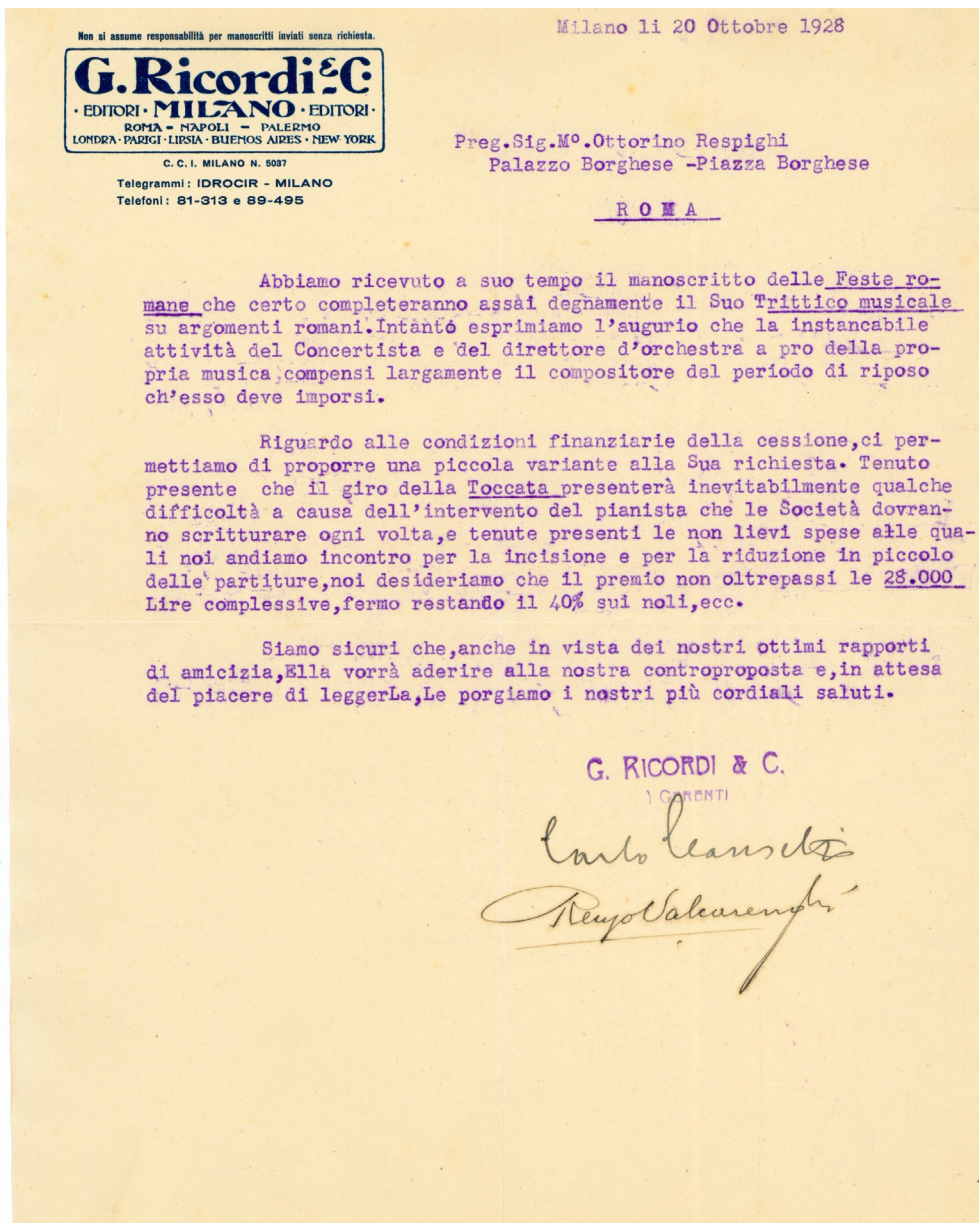 Non si assume responsabilità per manoscritti inviati senza richiesta.
G. Ricordi & C.
· EDITORI · MILANO · EDITORI ·
ROMA - NAPOLI - PALERMO
LONDRA · PARIGI · LIPSIA · BUENOS AIRES · NEW YORK
C. C. I. MILANO N. 5037
Telegrammi: IDROCIR - MILANO
Telefoni: 81-313 e 89-495
Milano li 20 Ottobre 1928
Preg.Sig.Mº.Ottorino Respighi
Palazzo Borghese -Piazza Borghese
R O M A
Abbiamo ricevuto a suo tempo il manoscritto delle Feste ro-
mane che certo completeranno assai degnamente il Suo Trittico musicale
su argomenti romani.Intanto esprimiamo l'augurio che la instancabile
attività del Concertista e del direttore d'orchestra a pro della pro-
pria musica compensi largamente il compositore del periodo di riposo
ch'esso deve imporsi.
Riguardo alle condizioni finanziarie della cessione,ci per-
mettiamo di proporre una piccola variante alla Sua richiesta. Tenuto
presente che il giro della Toccata presenterà inevitabilmente qualche
difficoltà a causa dell'intervento del pianista che le Società dovran-
no scritturare ogni volta,e tenute presenti le non lievi spese alle qua-
li noi andiamo incontro per la incisione e per la riduzione in piccolo
delle partiture,noi desideriamo che il premio non oltrepassi le 28.000
Lire complessive,fermo restando il 40% sui noli,ecc.
Siamo sicuri che,anche in vista dei nostri ottimi rapporti
di amicizia,Ella vorrà aderire alla nostra controproposta e,in attesa
del piacere di leggerLa,Le porgiamo i nostri più cordiali saluti.
G. RICORDI & C.
I GERENTI
Carlo Clausetti
Renzo Valcarenghi